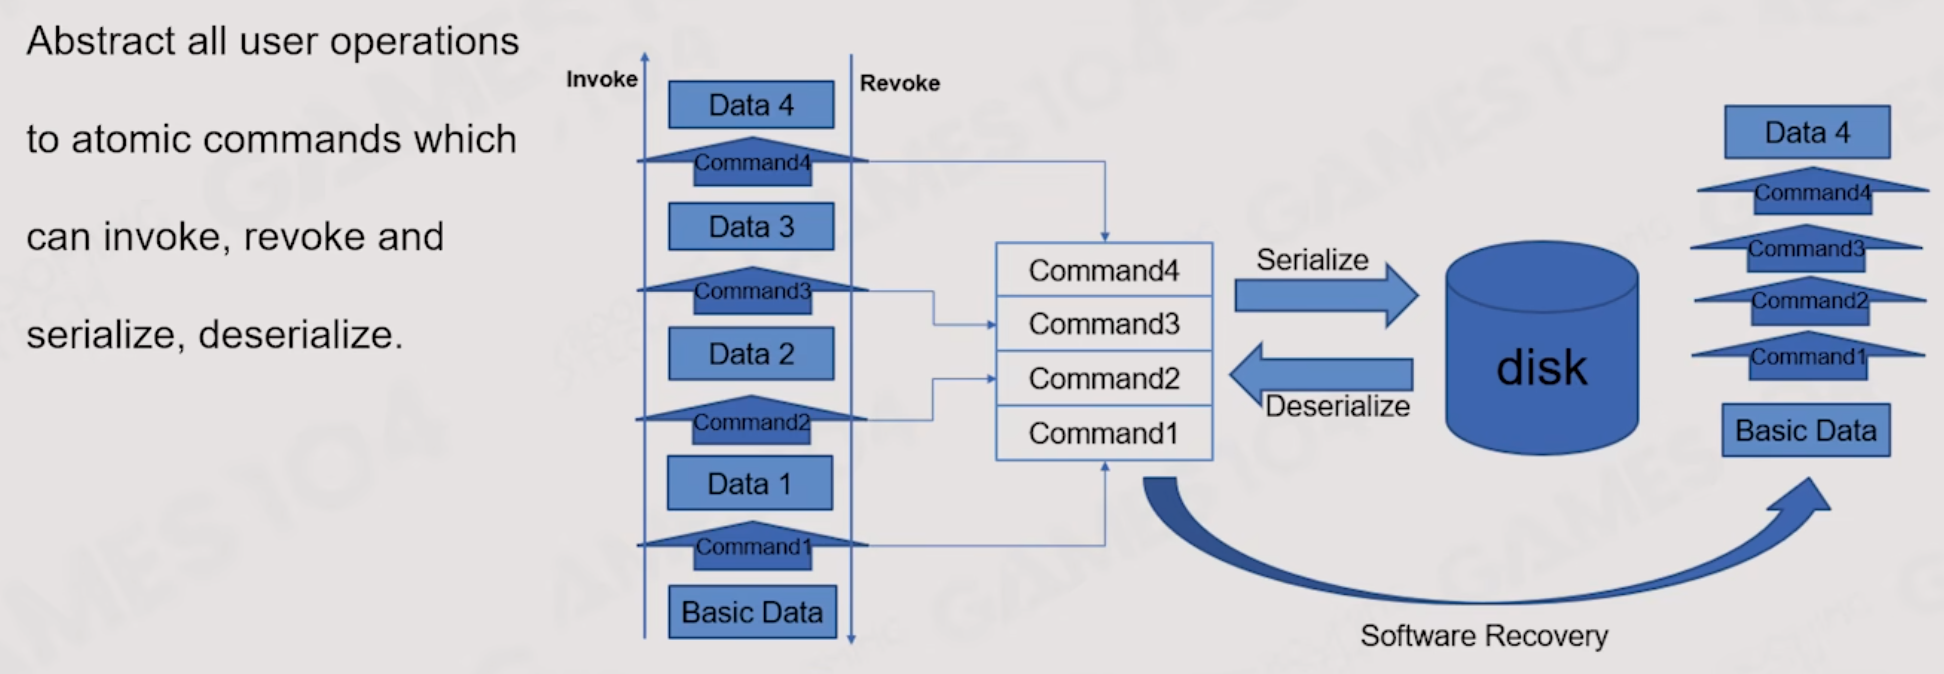 Abstract all user operations
to atomic commands which
can invoke, revoke and
serialize, deserialize.
Invoke
Revoke
Data 4
Command4
Data 3
Command3
Data 2
Command2
Data 1
Command1
Basic Data
Command4
Command3
Command2
Command1
Serialize
Deserialize
disk
Data 4
Command4
Command3
Command2
Command1
Basic Data
Software Recovery
GAMES 104